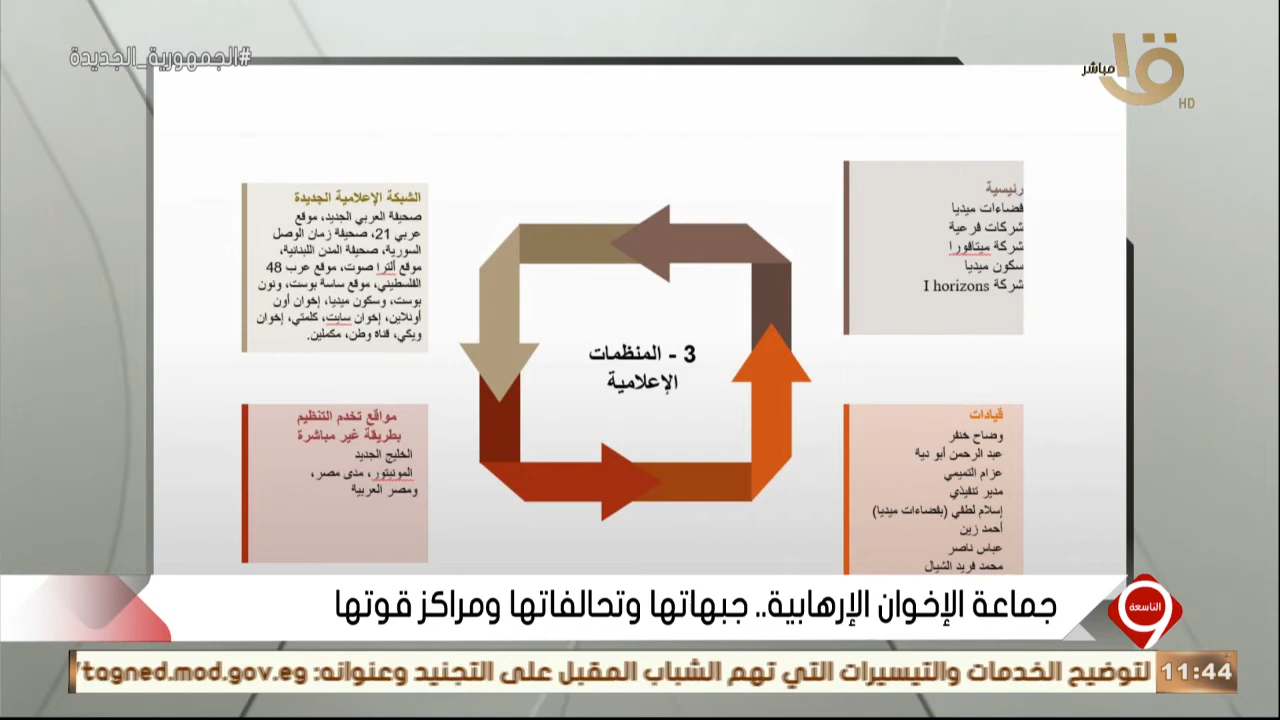 #الجمهورية_الجديدة
مباشر
HD
رئيسية
فضاءات ميديا
شركات فرعية
شركة ميتافورا
سكون ميديا
شركة I horizons
الشبكة الإعلامية الجديدة
صحيفة العربي الجديد، موقع
عربي 21، صحيفة زمان الوصل
السورية، صحيفة المدن اللبنانية،
موقع ألترا صوت، موقع عرب 48
الفلسطيني، موقع ساسة بوست، ونون
بوست، وسكون ميديا، إخوان أون
أونلاين، إخوان سايت، كلمتي، إخوان
ويكي، قناة وطن، مكملين.
3 - المنظمات
الإعلامية
قيادات
وضاح خنفر
عبد الرحمن أبو دية
عزام التميمي
مدير تنفيذي
إسلام لطفي (بفضاءات ميديا)
أحمد زين
عباس ناصر
محمد فريد الشيال
مواقع تخدم التنظيم
بطريقة غير مباشرة
الخليج الجديد
المونيتور، مدى مصر،
ومصر العربية
جماعة الإخوان الإرهابية.. جبهاتها وتحالفاتها ومراكز قوتها
التاسعة
9
11:44
لتوضيح الخدمات والتيسيرات التي تهم الشباب المقبل على التجنيد وعنوانه: tagned.mod.gov.eg/